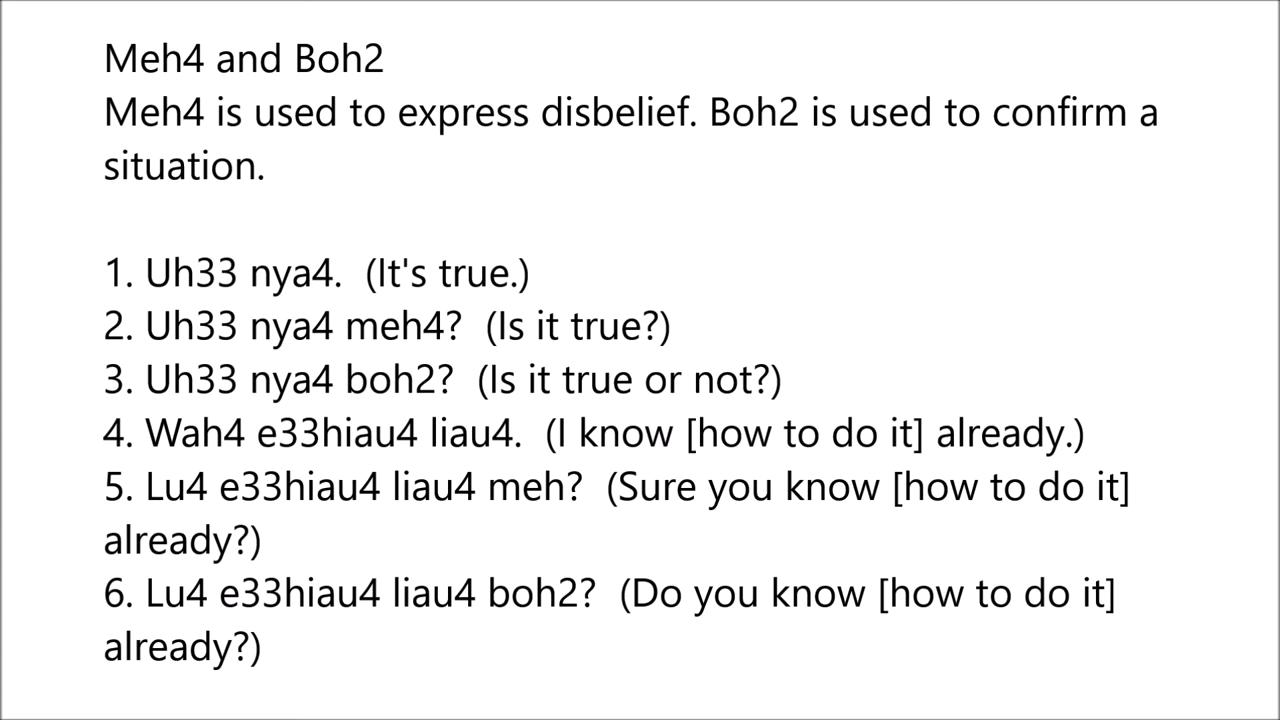 Meh4 and Boh2
Meh4 is used to express disbelief. Boh2 is used to confirm a
situation.
1. Uh33 nya4.  (It's true.)
2. Uh33 nya4 meh4?  (Is it true?)
3. Uh33 nya4 boh2?  (Is it true or not?)
4. Wah4 e33hiau4 liau4.  (I know [how to do it] already.)
5. Lu4 e33hiau4 liau4 meh?  (Sure you know [how to do it]
already?)
6. Lu4 e33hiau4 liau4 boh2?  (Do you know [how to do it]
already?)